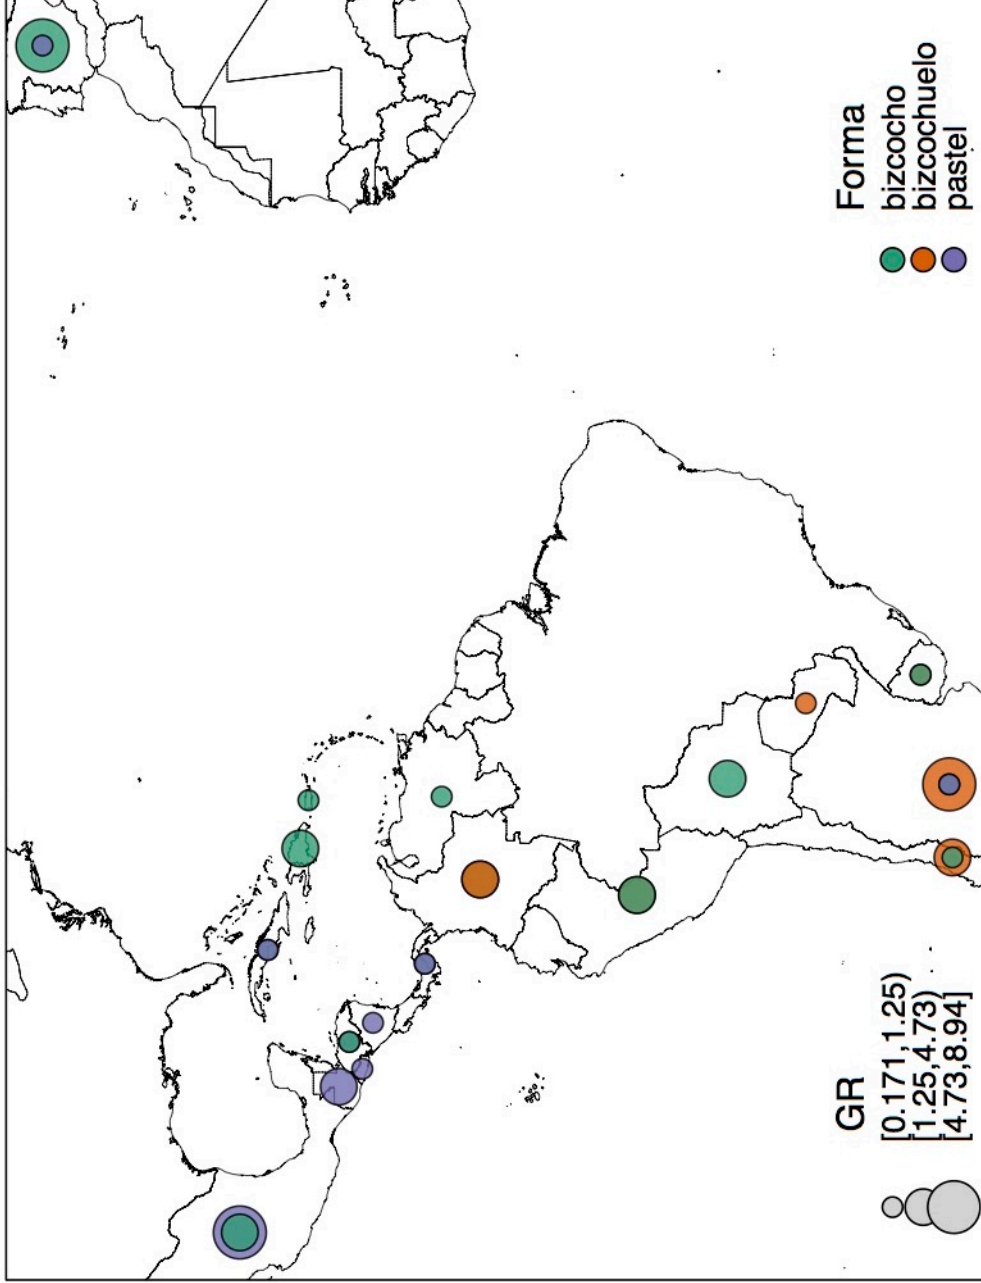 GR
[0.171,1.25)
[1.25,4.73)
[4.73,8.94]
Forma
bizcocho
bizcochuelo
pastel